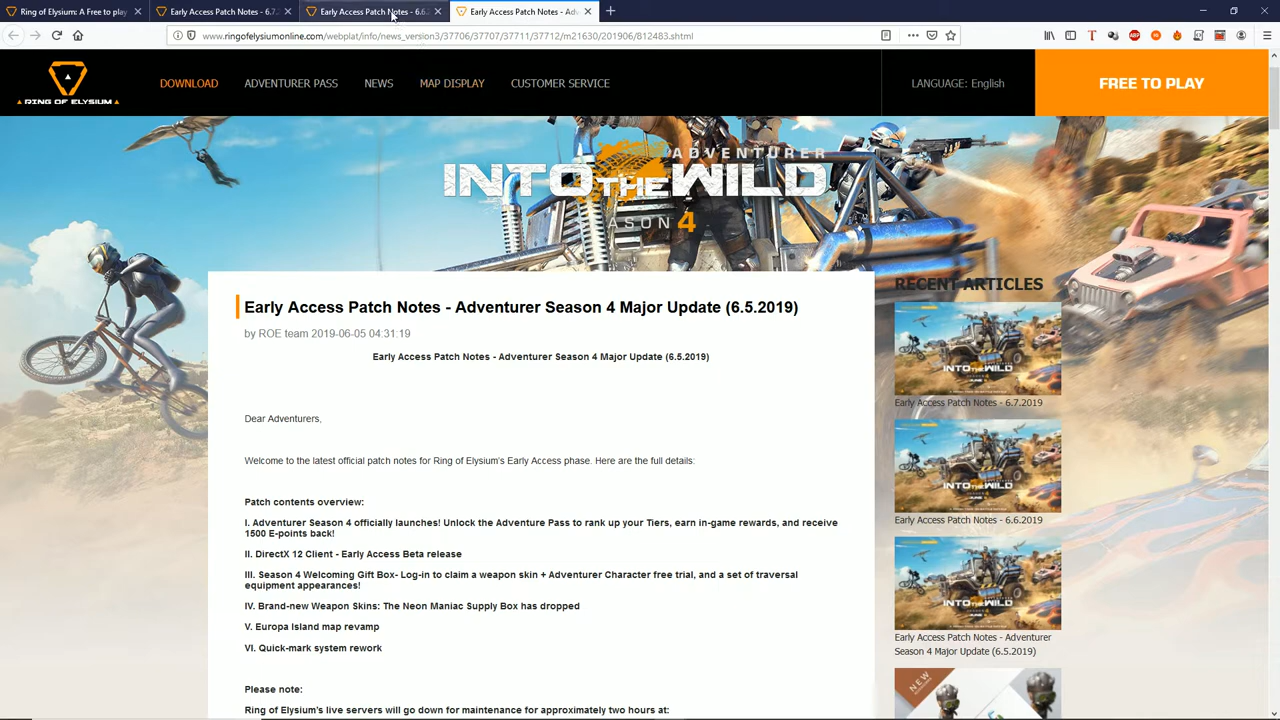 Ring of Elysium: A Free to play
Early Access Patch Notes - 6.7.2
Early Access Patch Notes - 6.6.2
Early Access Patch Notes - Adv
www.ringofelysiumonline.com/webplat/info/news_version3/37706/37707/37711/37712/m21630/201906/812483.shtml
RING OF ELYSIUM
DOWNLOAD
ADVENTURER PASS
NEWS
MAP DISPLAY
CUSTOMER SERVICE
LANGUAGE: English
FREE TO PLAY
ADVENTURER
INTO THE WILD
ASON 4
Early Access Patch Notes - Adventurer Season 4 Major Update (6.5.2019)
by ROE team 2019-06-05 04:31:19
Early Access Patch Notes - Adventurer Season 4 Major Update (6.5.2019)
Dear Adventurers,
Welcome to the latest official patch notes for Ring of Elysium's Early Access phase. Here are the full details:
Patch contents overview:
I. Adventurer Season 4 officially launches! Unlock the Adventure Pass to rank up your Tiers, earn in-game rewards, and receive
1500 E-points back!
II. DirectX 12 Client - Early Access Beta release
III. Season 4 Welcoming Gift Box- Log-in to claim a weapon skin + Adventurer Character free trial, and a set of traversal
equipment appearances!
IV. Brand-new Weapon Skins: The Neon Maniac Supply Box has dropped
V. Europa Island map revamp
VI. Quick-mark system rework
Please note:
Ring of Elysium's live servers will go down for maintenance for approximately two hours at:
RECENT ARTICLES
Early Access Patch Notes - 6.7.2019
Early Access Patch Notes - 6.6.2019
Early Access Patch Notes - Adventurer
Season 4 Major Update (6.5.2019)
NEW